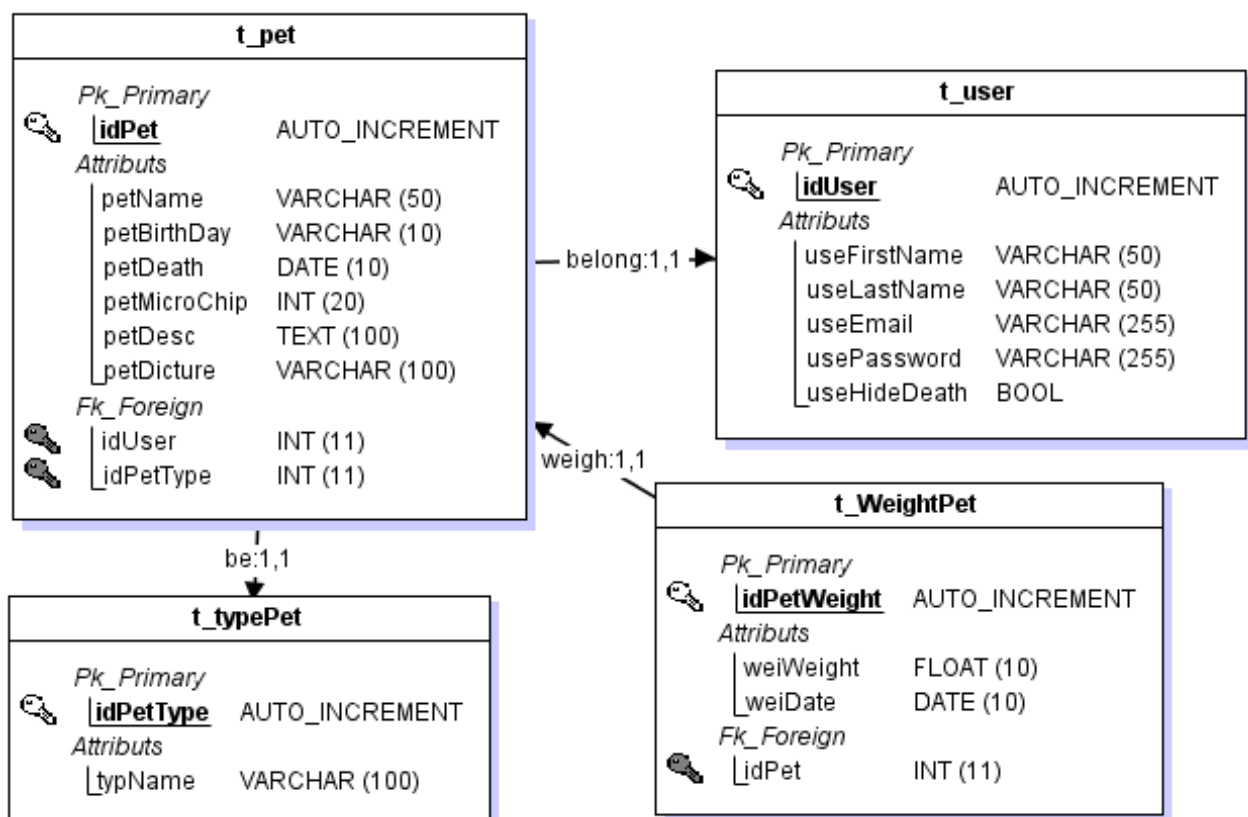 t_pet
Pk_Primary
idPet AUTO_INCREMENT
Attributs
petName VARCHAR (50)
petBirthDay VARCHAR (10)
petDeath DATE (10)
petMicroChip INT (20)
petDesc TEXT (100)
petDicture VARCHAR (100)
Fk_Foreign
idUser INT (11)
idPetType INT (11)
belong:1,1
t_user
Pk_Primary
idUser AUTO_INCREMENT
Attributs
useFirstName VARCHAR (50)
useLastName VARCHAR (50)
useEmail VARCHAR (255)
usePassword VARCHAR (255)
useHideDeath BOOL
weigh:1,1
be:1,1
t_typePet
Pk_Primary
idPetType AUTO_INCREMENT
Attributs
typName VARCHAR (100)
t_WeightPet
Pk_Primary
idPetWeight AUTO_INCREMENT
Attributs
weiWeight FLOAT (10)
weiDate DATE (10)
Fk_Foreign
idPet INT (11)